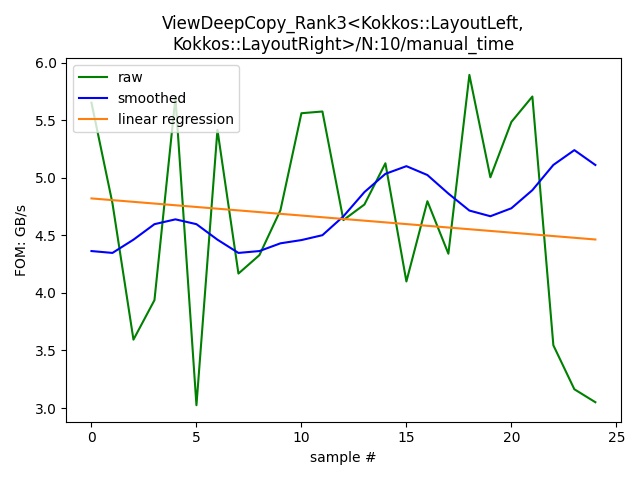 ViewDeepCopy_Rank3<Kokkos::LayoutLeft,
Kokkos::LayoutRight>/N:10/manual_time
raw
smoothed
linear regression
FOM: GB/s
6.0
5.5
5.0
4.5
4.0
3.5
3.0
0 5 10 15 20 25
sample #